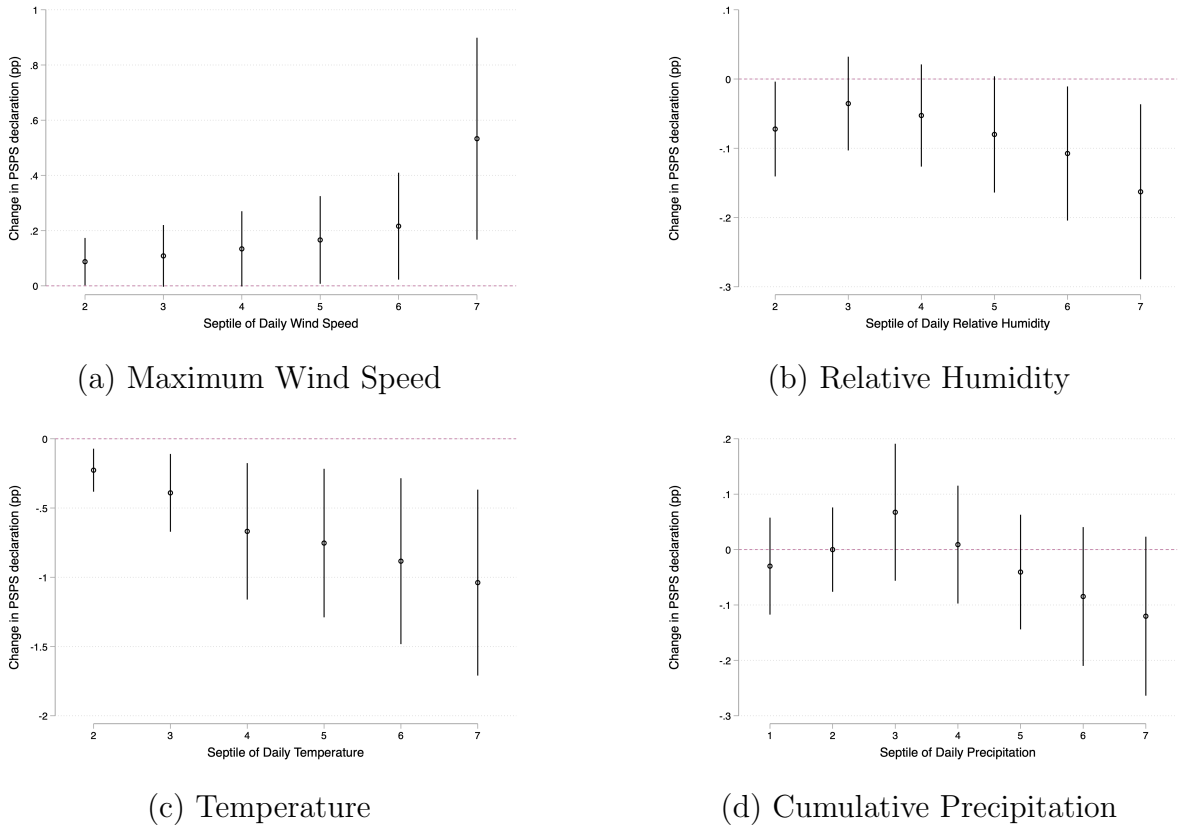 Change in PSPS declaration (pp)
1
.8
.6
.4
.2
0
2 3 4 5 6 7
Septile of Daily Wind Speed
(a) Maximum Wind Speed
Change in PSPS declaration (pp)
.1
0
-.1
-.2
-.3
2 3 4 5 6 7
Septile of Daily Relative Humidity
(b) Relative Humidity
Change in PSPS declaration (pp)
0
-.5
-1
-1.5
-2
2 3 4 5 6 7
Septile of Daily Temperature
(c) Temperature
Change in PSPS declaration (pp)
.2
.1
0
-.1
-.2
-.3
1 2 3 4 5 6 7
Septile of Daily Precipitation
(d) Cumulative Precipitation